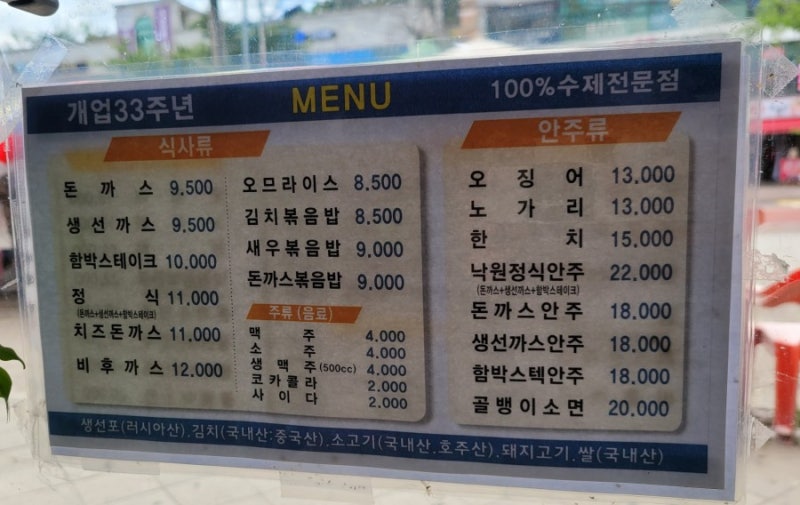 개업33주년 MENU 100%수제전문점
식사류
돈까스 9.500
생선까스 9.500
함박스테이크 10.000
정식 11.000
(돈까스+생선까스+함박스테이크)
치즈돈까스 11.000
비후까스 12.000
오므라이스 8.500
김치볶음밥 8.500
새우볶음밥 9.000
돈까스볶음밥 9.000
주류 (음료)
맥주 4.000
소주 4.000
생맥주(500cc) 4.000
코카콜라 2.000
사이다 2.000
안주류
오징어 13.000
노가리 13.000
한치 15.000
낙원정식안주 22.000
(돈까스+생선까스+함박스테이크)
돈까스안주 18.000
생선까스안주 18.000
함박스텍안주 18.000
골뱅이소면 20.000
생선포(러시아산).김치(국내산·중국산).소고기(국내산.호주산).돼지고기.쌀(국내산)